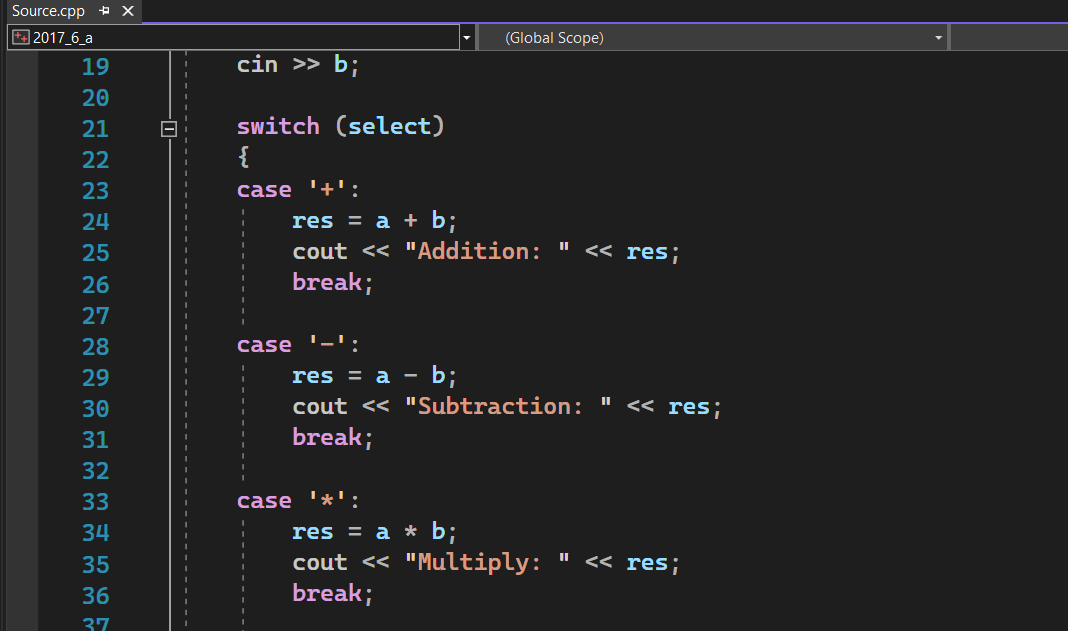 Source.cpp
2017_6_a (Global Scope)
19 cin >> b;
20
21 switch (select)
22 {
23 case '+':
24 res = a + b;
25 cout << "Addition: " << res;
26 break;
27
28 case '-':
29 res = a - b;
30 cout << "Subtraction: " << res;
31 break;
32
33 case '*':
34 res = a * b;
35 cout << "Multiply: " << res;
36 break;
37